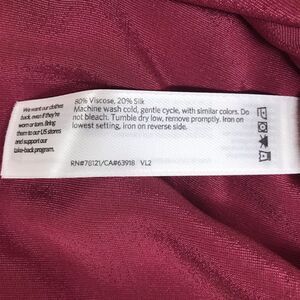 We want our clothes
back, even if they're
worn or torn. Bring
them to our US stores
and support our
take-back program.
80% Viscose, 20% Silk
Machine wash cold, gentle cycle, with similar colors. Do
not bleach. Tumble dry low, remove promptly. Iron on
lowest setting, iron on reverse side.
RN#78121/CA#63918 VL2